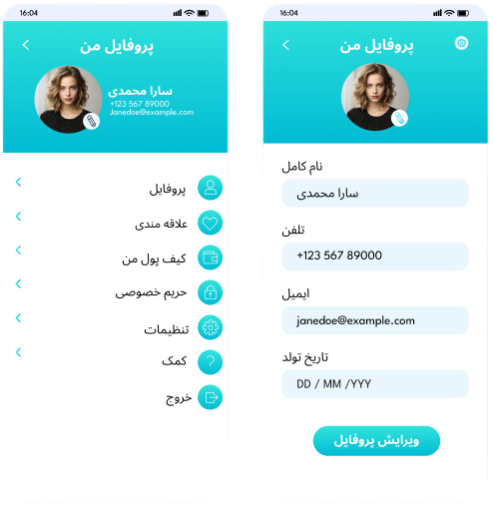 16:04
پروفایل من
سارا محمدی
+123 567 89000
Janedoe@example.com
پروفایل
علاقه مندی
کیف پول من
حریم خصوصی
تنظیمات
کمک
خروج
16:04
پروفایل من
نام کامل
سارا محمدی
تلفن
+123 567 89000
ایمیل
janedoe@example.com
تاریخ تولد
DD / MM /YYY
ویرایش پروفایل